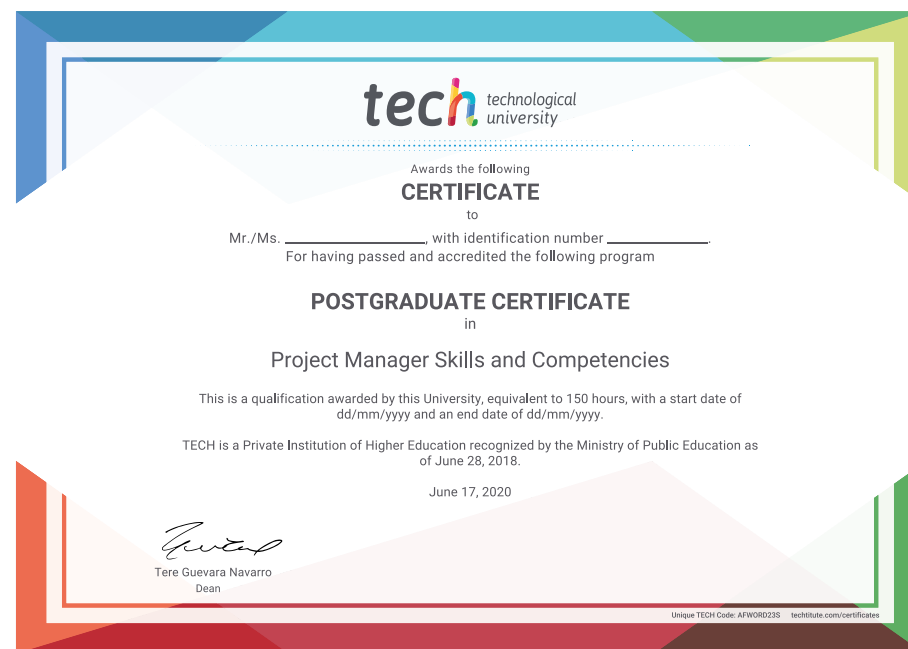 tech technological
university
Awards the following
CERTIFICATE
to
Mr./Ms. ____________________, with identification number ______________.
For having passed and accredited the following program
POSTGRADUATE CERTIFICATE
in
Project Manager Skills and Competencies
This is a qualification awarded by this University, equivalent to 150 hours, with a start date of
dd/mm/yyyy and an end date of dd/mm/yyyy.
TECH is a Private Institution of Higher Education recognized by the Ministry of Public Education as
of June 28, 2018.
June 17, 2020
Tere Guevara Navarro
Dean
Unique TECH Code: AFWORD23S techtitute.com/certificates